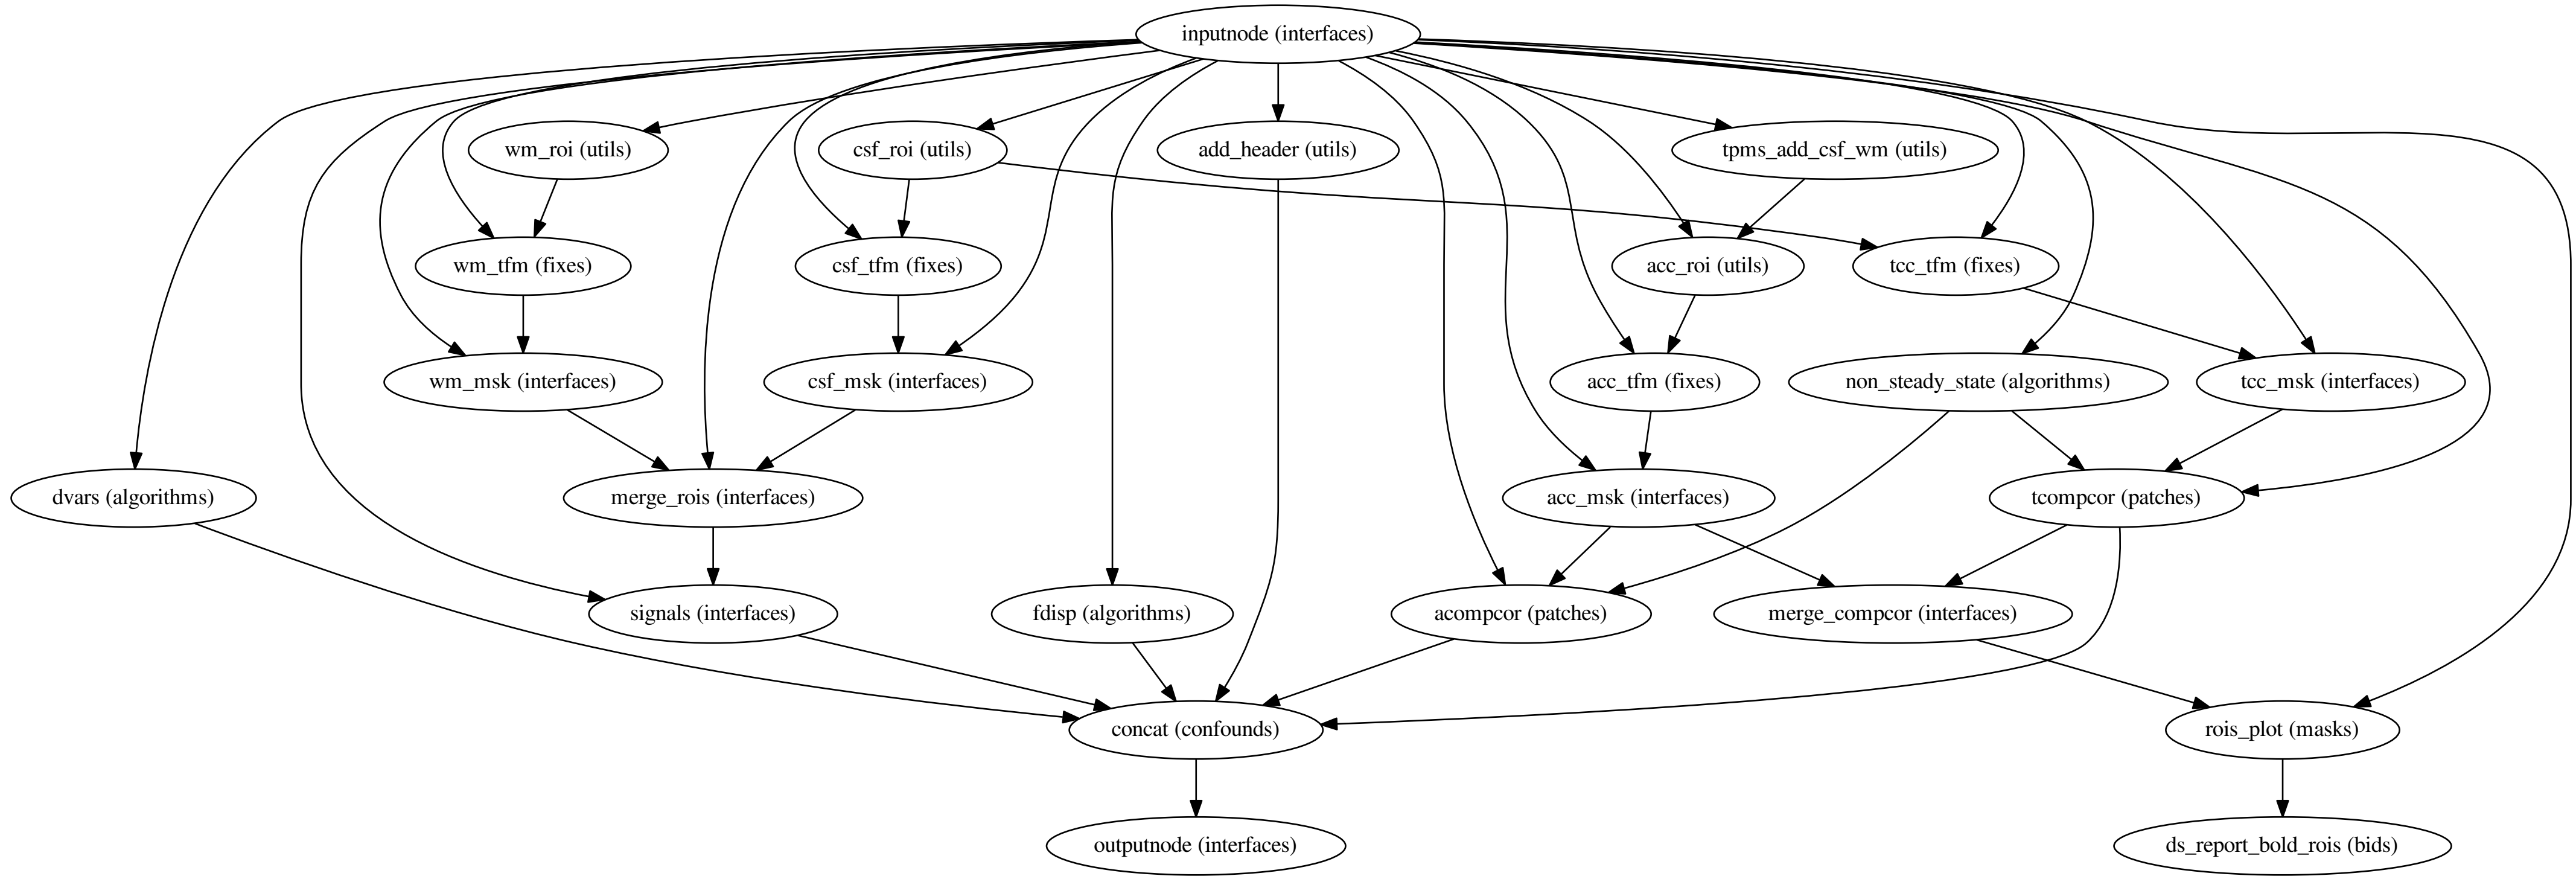 inputnode (interfaces)
wm_roi (utils)
csf_roi (utils)
add_header (utils)
tpms_add_csf_wm (utils)
wm_tfm (fixes)
csf_tfm (fixes)
acc_roi (utils)
tcc_tfm (fixes)
wm_msk (interfaces)
csf_msk (interfaces)
acc_tfm (fixes)
non_steady_state (algorithms)
tcc_msk (interfaces)
dvars (algorithms)
merge_rois (interfaces)
acc_msk (interfaces)
tcompcor (patches)
signals (interfaces)
fdisp (algorithms)
acompcor (patches)
merge_compcor (interfaces)
concat (confounds)
rois_plot (masks)
outputnode (interfaces)
ds_report_bold_rois (bids)